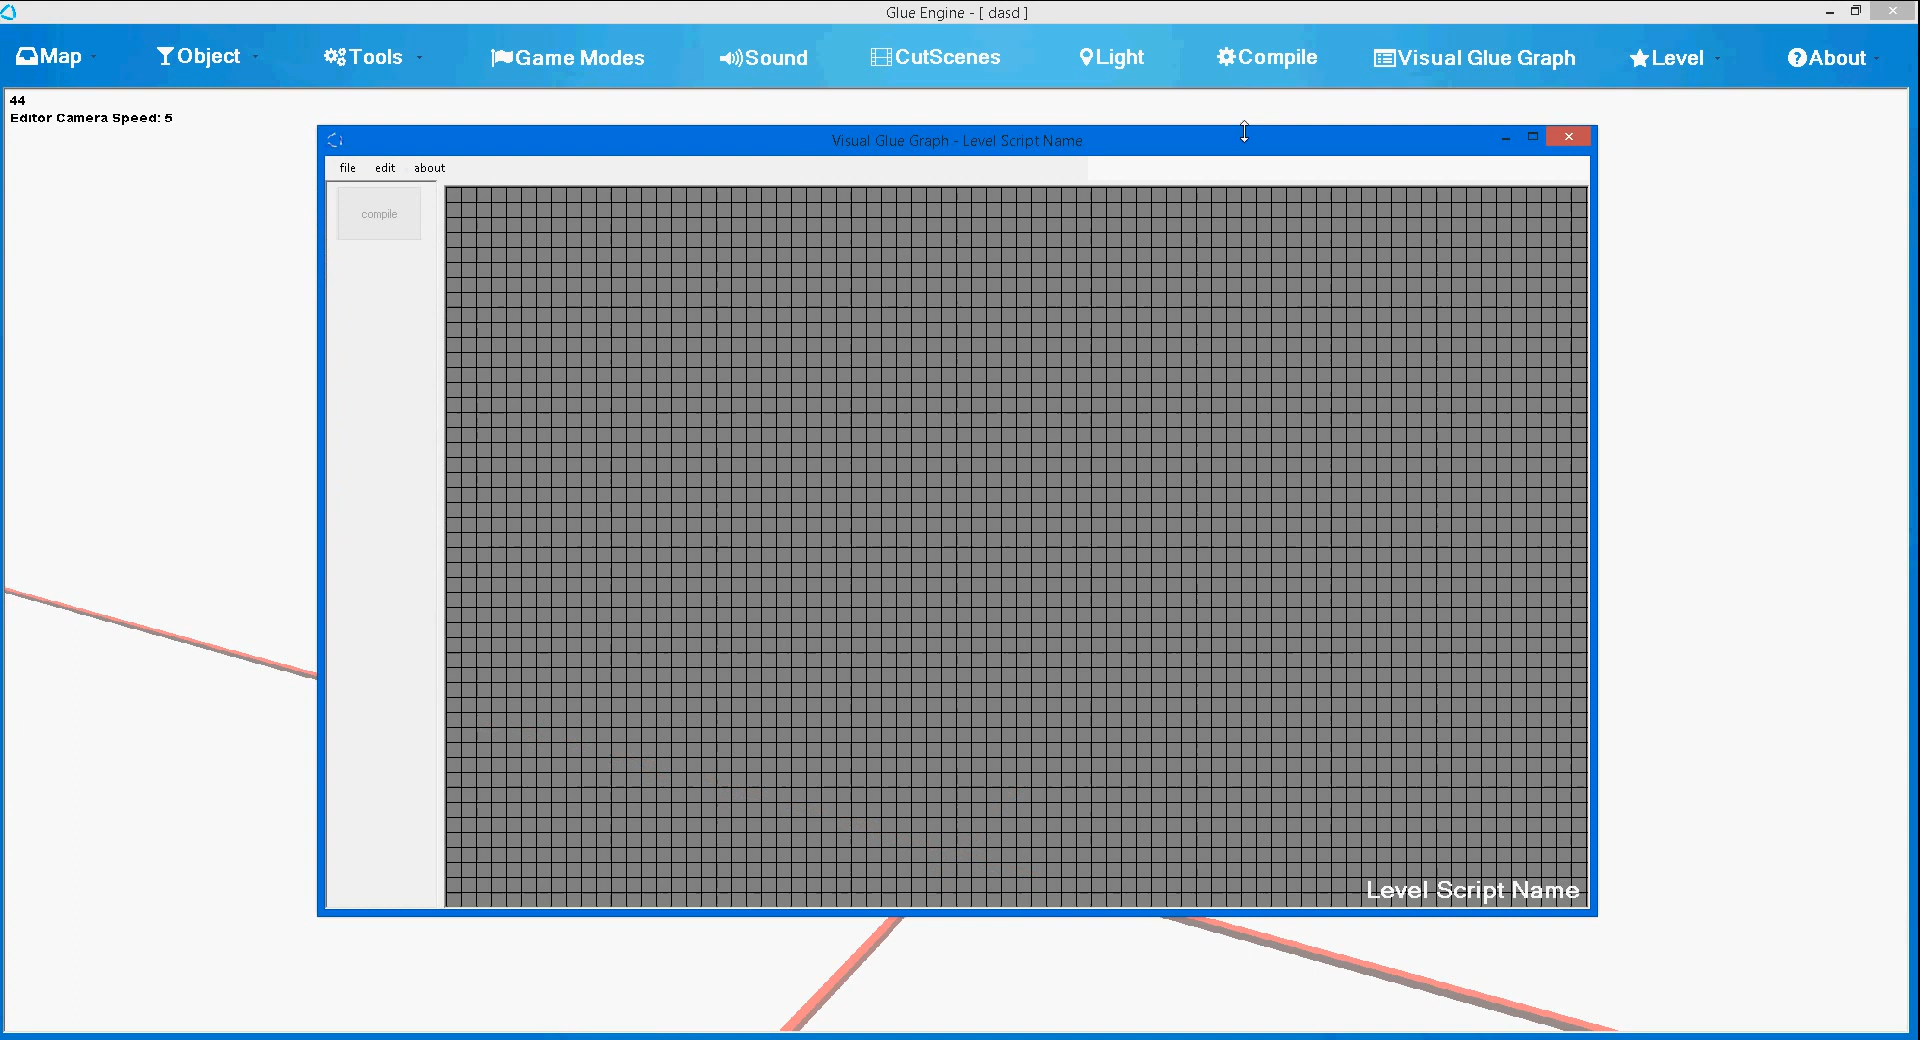 Glue Engine - [ dasd ]
Map Object Tools Game Modes Sound CutScenes Light Compile Visual Glue Graph Level About
44
Editor Camera Speed: 5
Visual Glue Graph - Level Script Name
file edit about
compile
Level Script Name